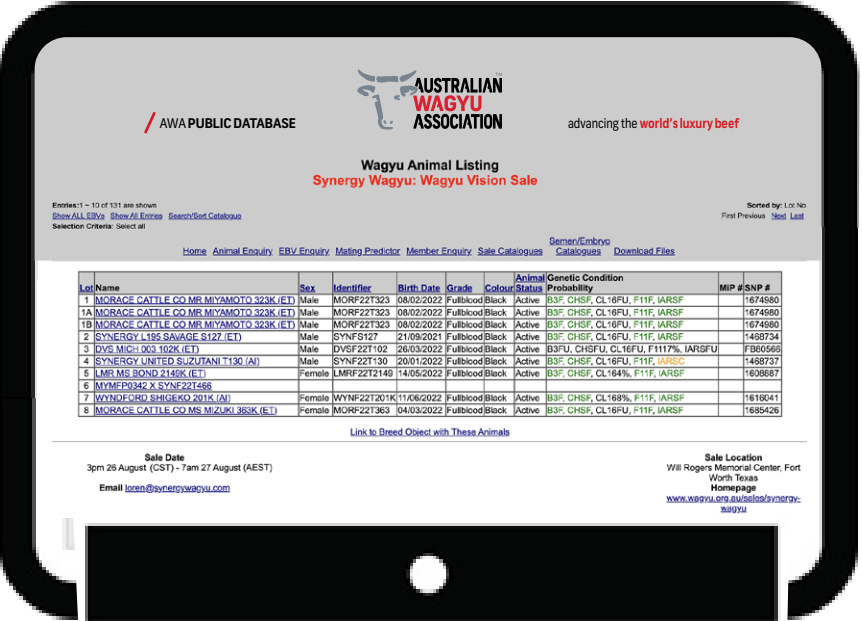 AUSTRALIAN
WAGYU
ASSOCIATION
/ AWA PUBLIC DATABASE
advancing the world's luxury beef
Wagyu Animal Listing
Synergy Wagyu: Wagyu Vision Sale
Entries:1 ~ 10 of 131 are shown
Show ALL EBVs Show All Entries Search/Sort Catalogue
Selection Criteria: Select all
Sorted by: Lot No
First Previous Next Last
Home Animal Enquiry EBV Enquiry Mating Predictor Member Enquiry Sale Catalogues Semen/Embryo Catalogues Download Files
Lot Name Sex Identifier Birth Date Grade Colour Animal Status Genetic Condition Probability MIP # SNP #
1 MORACE CATTLE CO MR MIYAMOTO 323K (ET) Male MORF22T323 08/02/2022 Fullblood Black Active B3F, CHSF, CL16FU, F11F, IARSF 1674980
1A MORACE CATTLE CO MR MIYAMOTO 323K (ET) Male MORF22T323 08/02/2022 Fullblood Black Active B3F, CHSF, CL16FU, F11F, IARSF 1674980
1B MORACE CATTLE CO MR MIYAMOTO 323K (ET) Male MORF22T323 08/02/2022 Fullblood Black Active B3F, CHSF, CL16FU, F11F, IARSF 1674980
2 SYNERGY L195 SAVAGE S127 (ET) Male SYNFS127 21/09/2021 Fullblood Black Active B3F, CHSF, CL16FU, F11F, IARSF 1468734
3 DVS MICH 003 102K (ET) Male DVSF22T102 26/03/2022 Fullblood Black Active B3FU, CHSFU, CL16FU, F1117%, IARSFU FB60566
4 SYNERGY UNITED SUZUTANI T130 (AI) Male SYNF22T130 20/01/2022 Fullblood Black Active B3F, CHSF, CL16FU, F11F, IARSC 1468737
5 LMR MS BOND 2149K (ET) Female LMRF22T2149 14/05/2022 Fullblood Black Active B3F, CHSF, CL164%, F11F, IARSF 1608887
6 MYMFP0342 X SYNF22T466
7 WYNDFORD SHIGEKO 201K (AI) Female WYNF22T201K 11/06/2022 Fullblood Black Active B3F, CHSF, CL168%, F11F, IARSF 1616041
8 MORACE CATTLE CO MS MIZUKI 363K (ET) Female MORF22T363 04/03/2022 Fullblood Black Active B3F, CHSF, CL16FU, F11F, IARSF 1685426
Link to Breed Object with These Animals
Sale Date
3pm 26 August (CST) - 7am 27 August (AEST)
Email loren@synergywagyu.com
Sale Location
Will Rogers Memorial Center, Fort
Worth Texas
Homepage
www.wagyu.org.au/sales/synergy-
wagyu